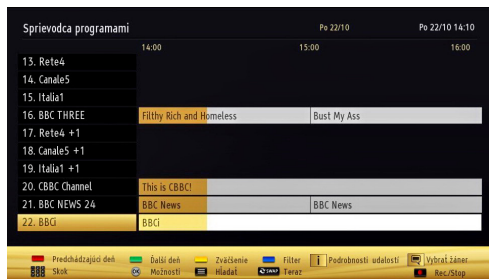 Sprievodca programami Po 22/10 Po 22/10 14:10
14:00 15:00 16:00
13. Rete4
14. Canale5
15. Italia1
16. BBC THREE Filthy Rich and Homeless Bust My Ass
17. Rete4 +1
18. Canale5 +1
19. Italia1 +1
20. CBBC Channel This is CBBC!
21. BBC NEWS 24 BBC News BBC News
22. BBCi BBCi
Predchádzajúci deň Ďalší deň Zväčšenie Filter i Podrobnosti udalosti Vybrať žáner
Skok OK Možnosti Hľadať SWAP Teraz Rec./Stop